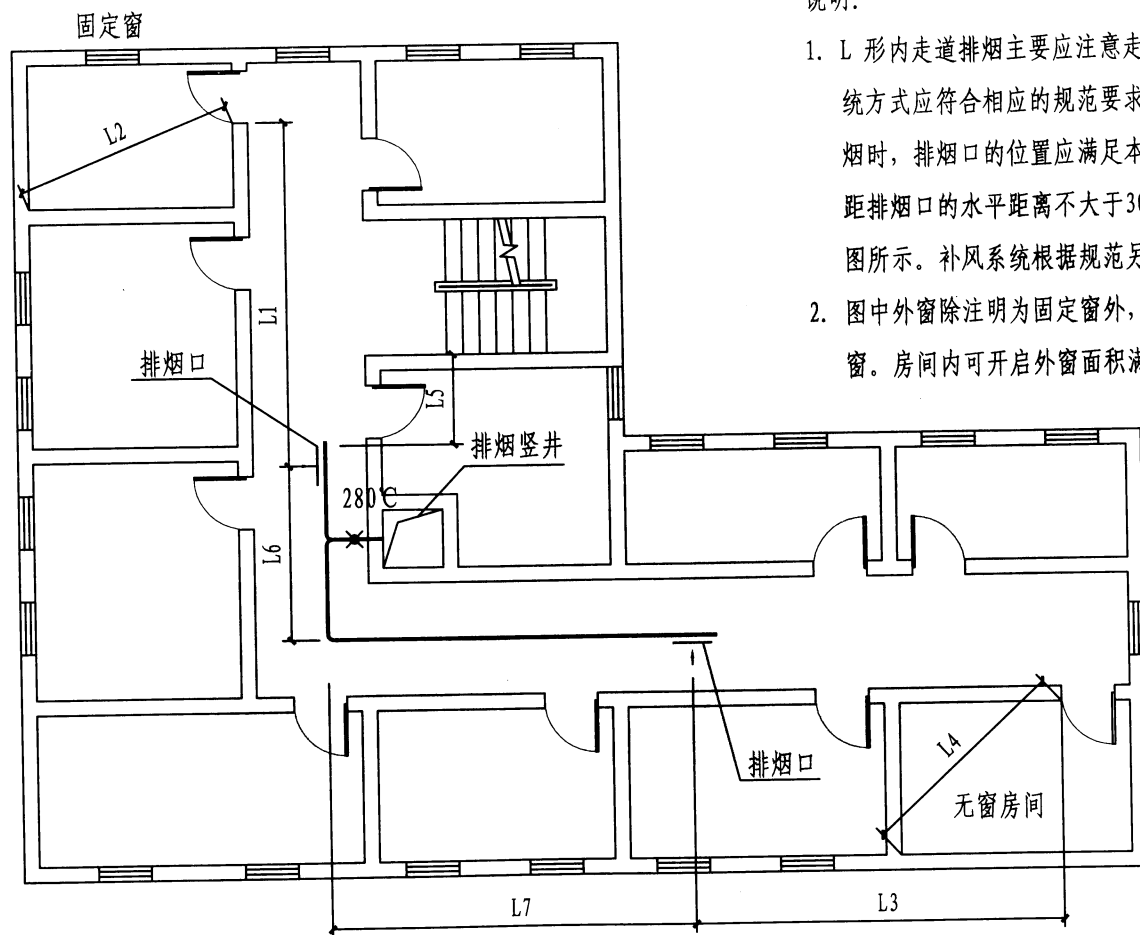 固定窗
说明:
1. L 形内走道排烟主要应注意走
统方式应符合相应的规范要求
烟时，排烟口的位置应满足本
距排烟口的水平距离不大于30
图所示。补风系统根据规范另
2. 图中外窗除注明为固定窗外，
窗。房间内可开启外窗面积满
L2
L1
排烟口
L5
排烟竖井
280℃
L6
排烟口
L4
无窗房间
L7
L3